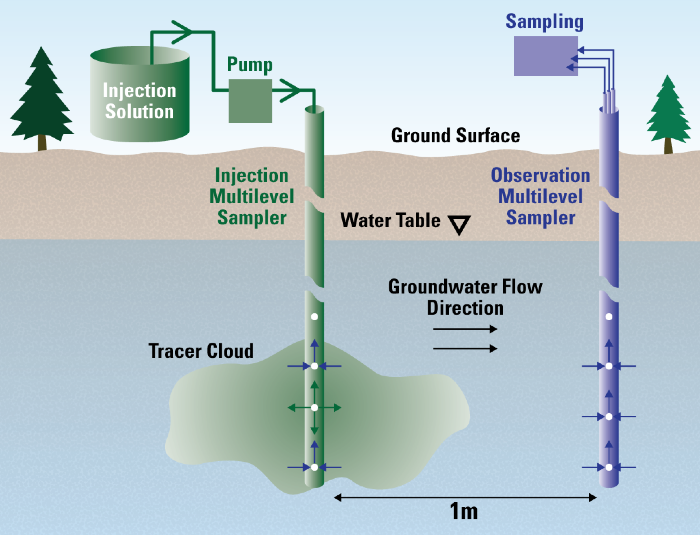 Sampling
Pump
Injection
Solution
Ground Surface
Injection
Multilevel
Sampler
Observation
Multilevel
Sampler
Water Table
Groundwater Flow
Direction
Tracer Cloud
1m